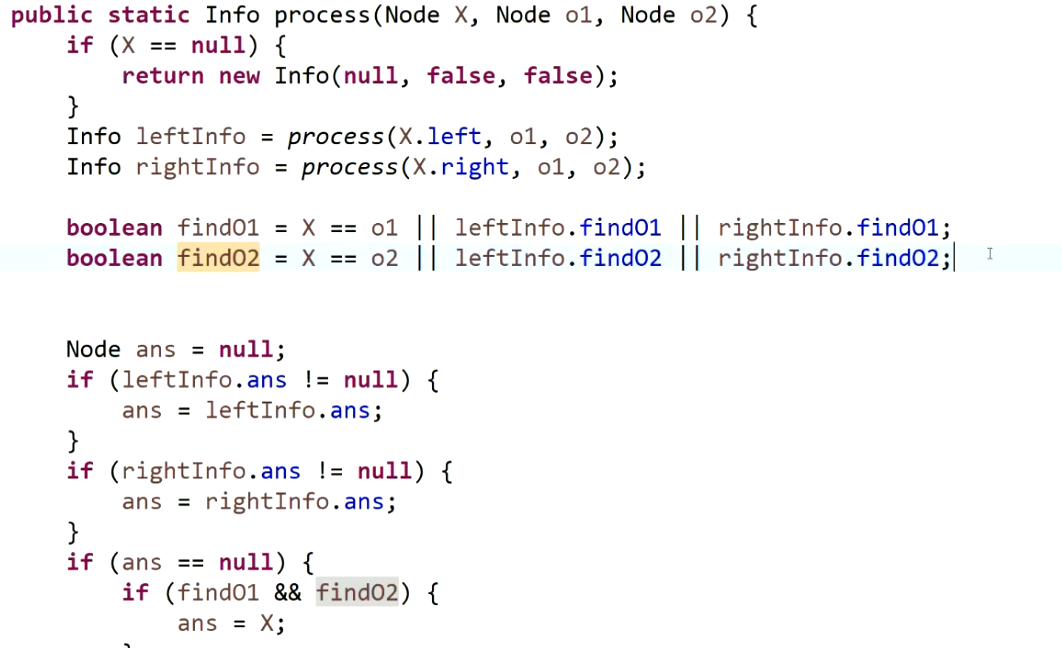 public static Info process(Node X, Node o1, Node o2) {
if (X == null) {
return new Info(null, false, false);
}
Info leftInfo = process(X.left, o1, o2);
Info rightInfo = process(X.right, o1, o2);
boolean findO1 = X == o1 || leftInfo.findO1 || rightInfo.findO1;
boolean findO2 = X == o2 || leftInfo.findO2 || rightInfo.findO2;
Node ans = null;
if (leftInfo.ans != null) {
ans = leftInfo.ans;
}
if (rightInfo.ans != null) {
ans = rightInfo.ans;
}
if (ans == null) {
if (findO1 && findO2) {
ans = X;